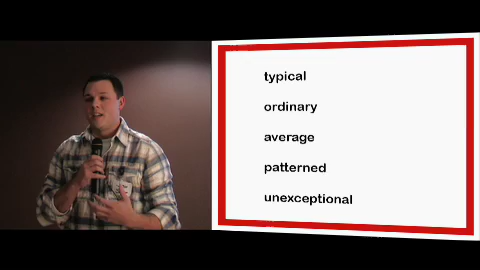 typical
ordinary
average
patterned
unexceptional